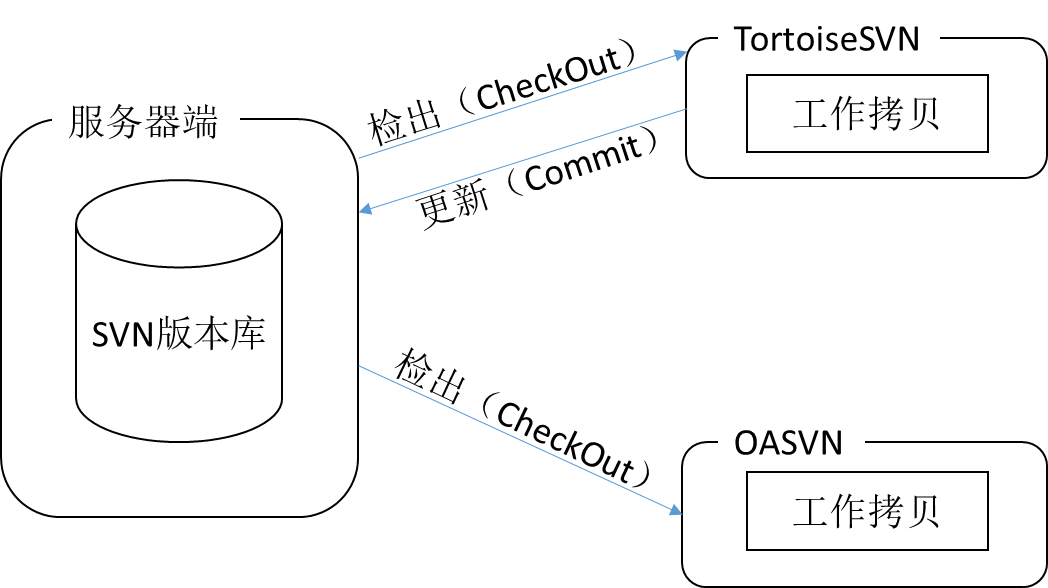 TortoiseSVN
工作拷贝
检出（CheckOut）
更新（Commit）
服务器端
SVN版本库
检出（CheckOut）
OASVN
工作拷贝